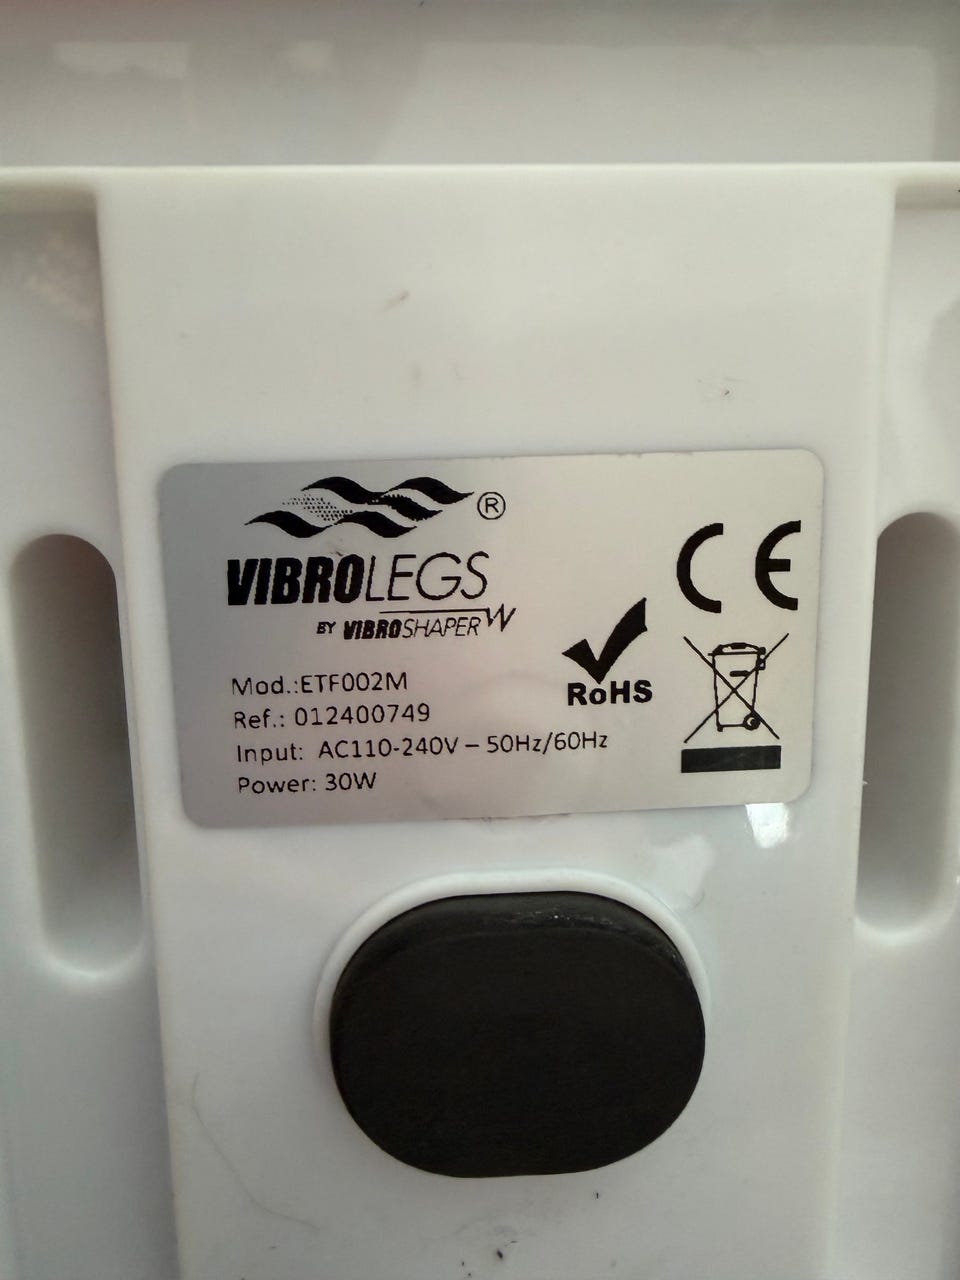 ®
VIBROLEGS
BY VIBROSHAPER
Mod.:ETF002M
Ref.: 012400749
Input: AC110-240V – 50Hz/60Hz
Power: 30W
RoHS
CE